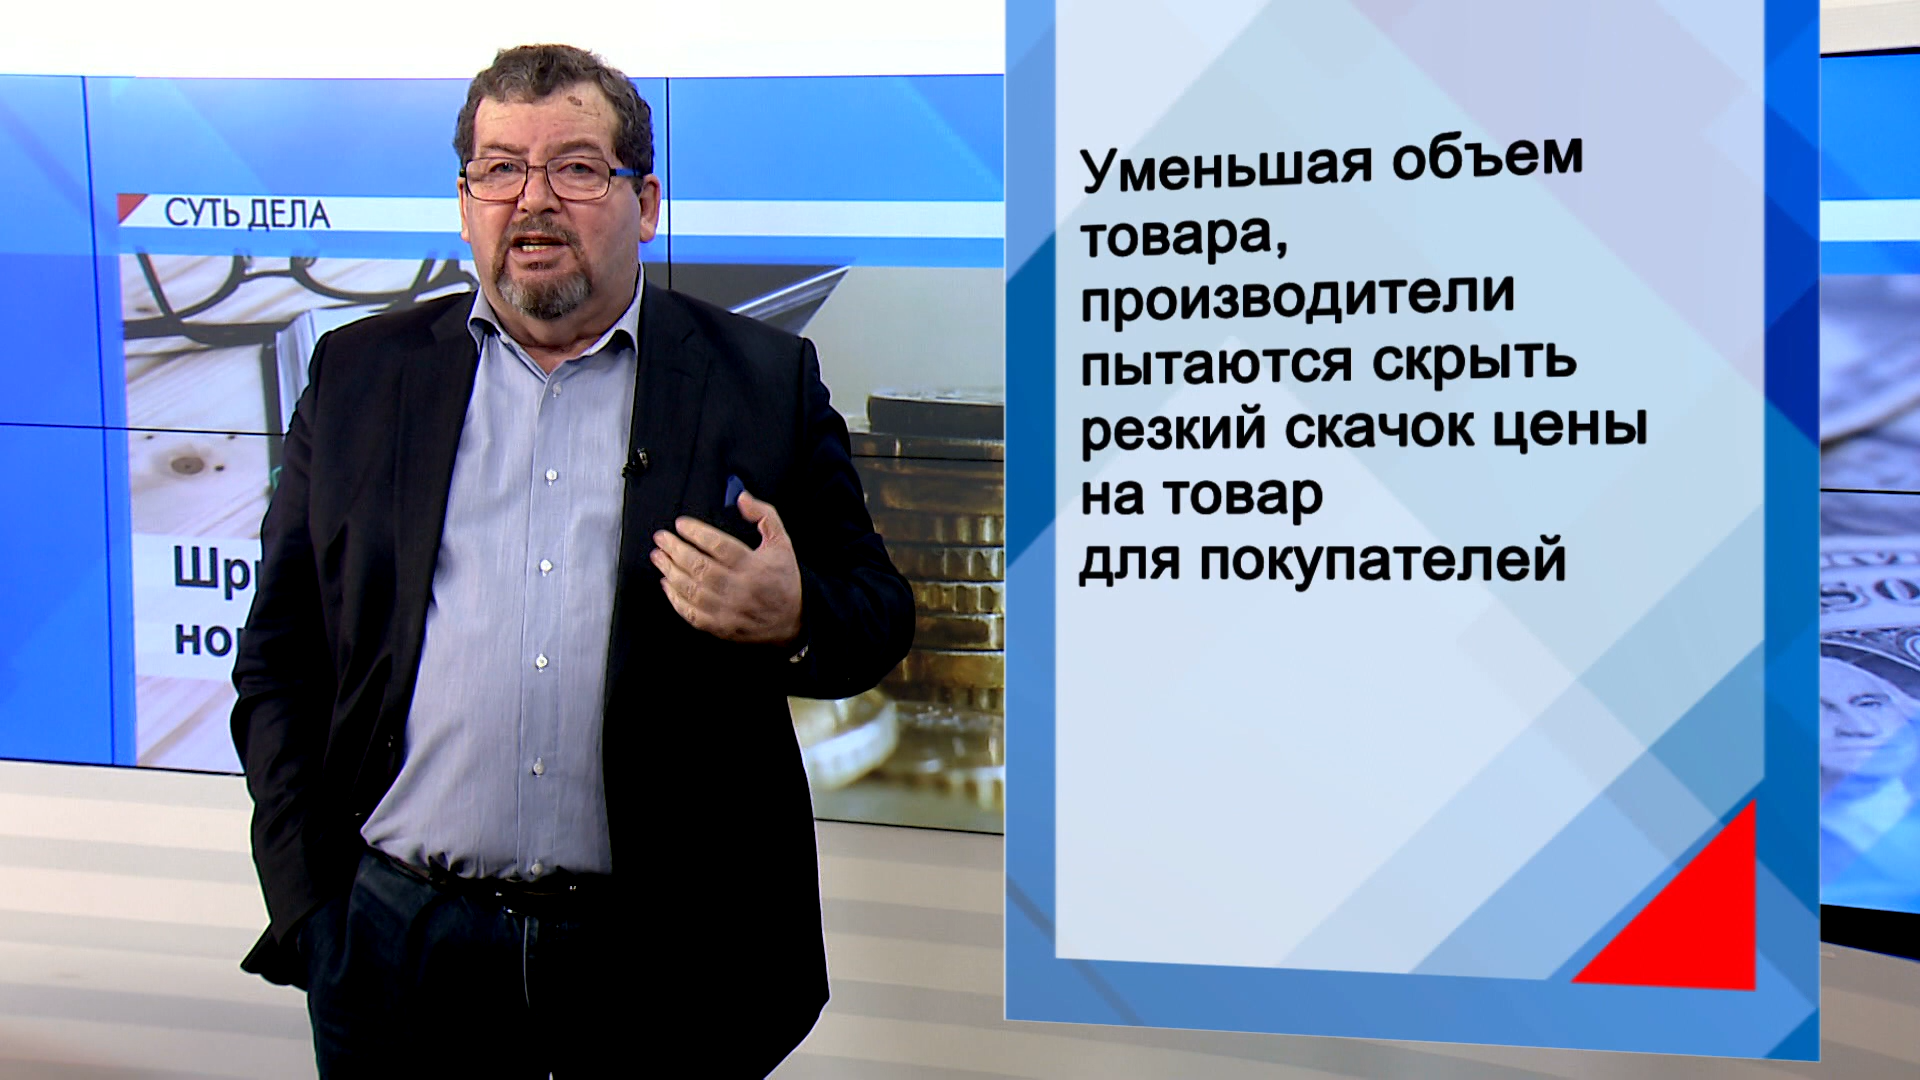 СУТЬ ДЕЛА
Уменьшая объем
товара,
производители
пытаются скрыть
резкий скачок цены
на товар
для покупателей